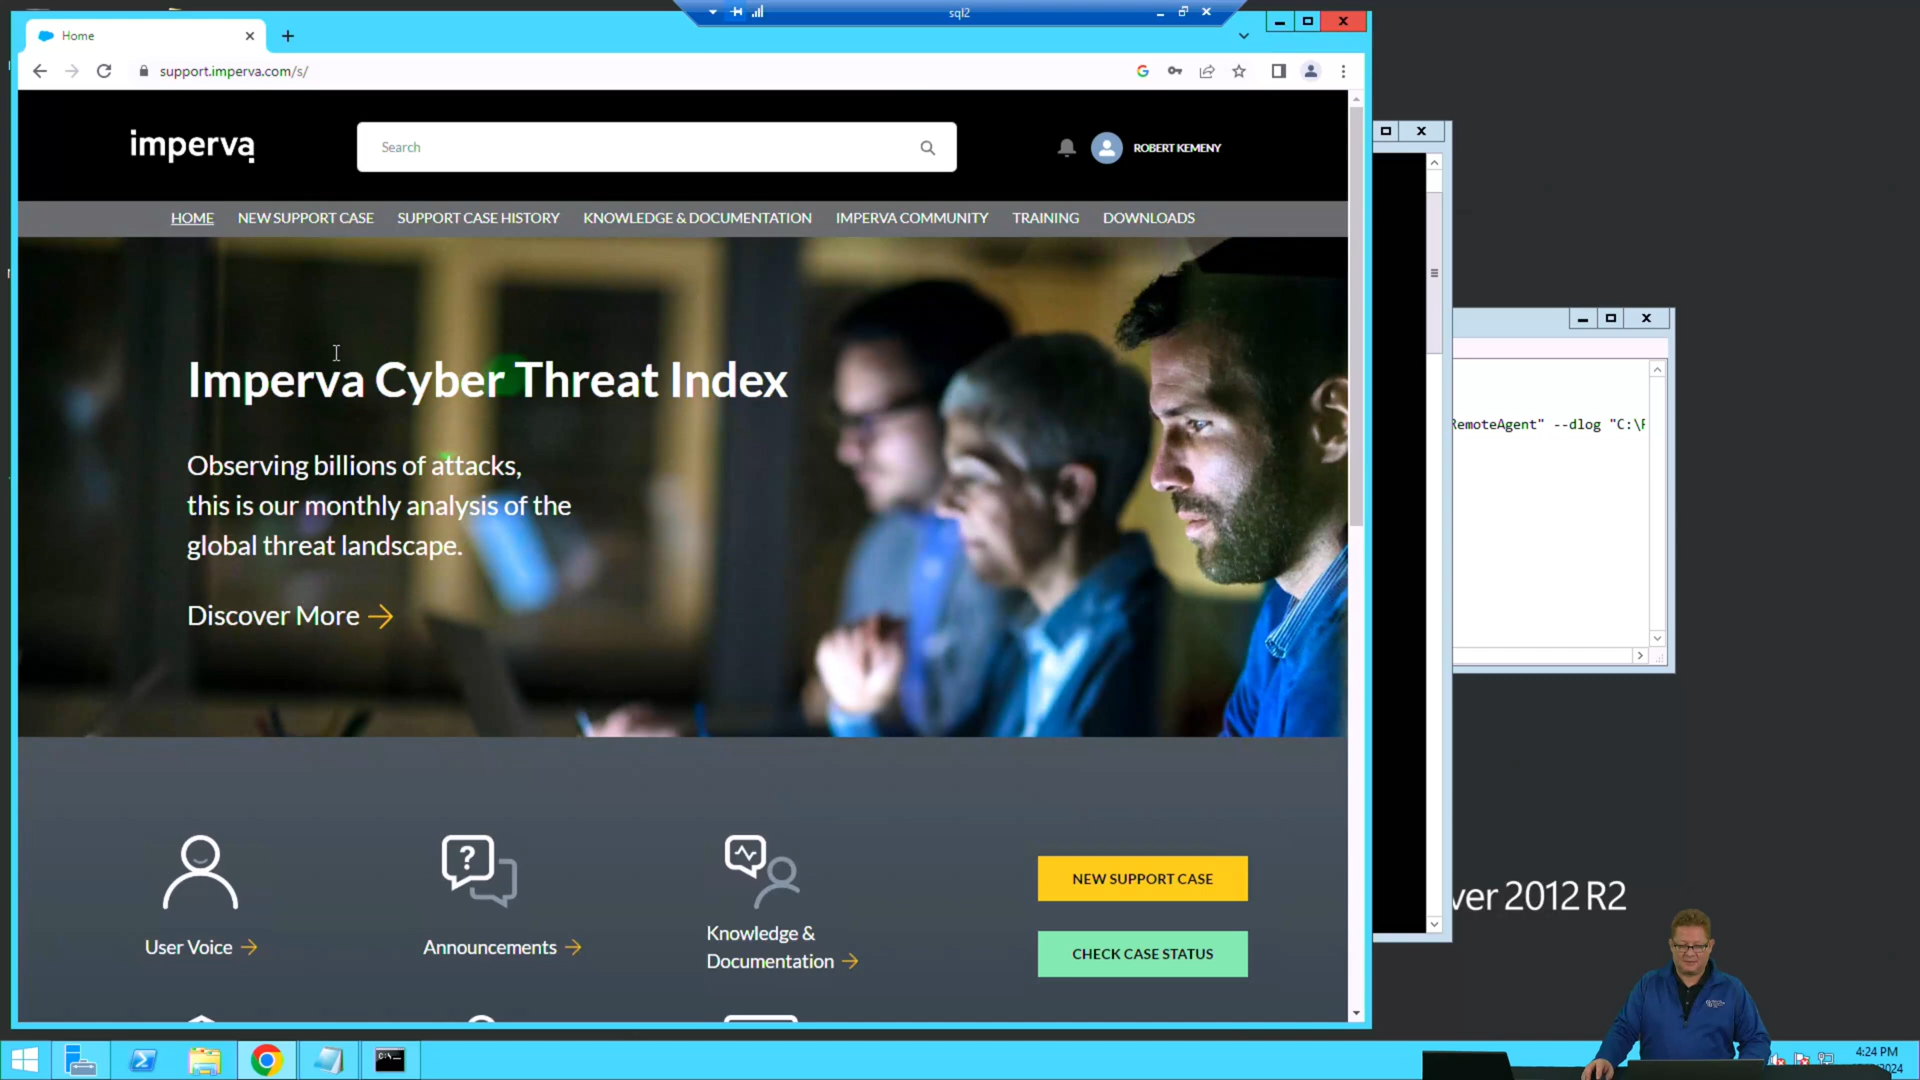 sql2
Home
support.imperva.com/s/
imperva
Search
ROBERT KEMENY
HOME
NEW SUPPORT CASE
SUPPORT CASE HISTORY
KNOWLEDGE & DOCUMENTATION
IMPERVA COMMUNITY
TRAINING
DOWNLOADS
Imperva Cyber Threat Index
Observing billions of attacks,
this is our monthly analysis of the
global threat landscape.
Discover More
RemoteAgent" --dlog "C:\
User Voice
Announcements
Knowledge &
Documentation
NEW SUPPORT CASE
CHECK CASE STATUS
ver 2012 R2
4:24 PM
2024